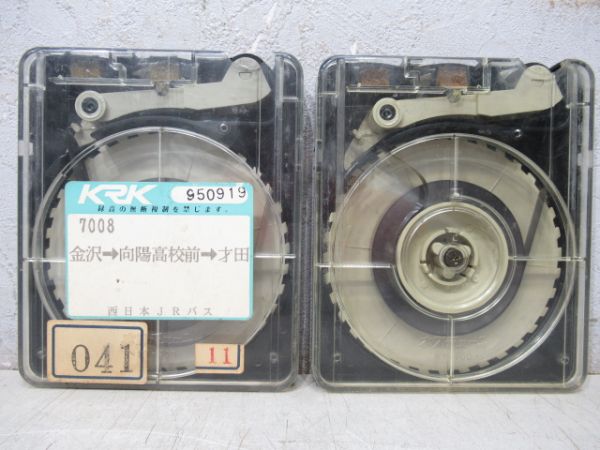 KRK 950919
録音の無断複制を禁じます。
7008
金沢→向陽高校前→才田
西日本JRバス
041
11